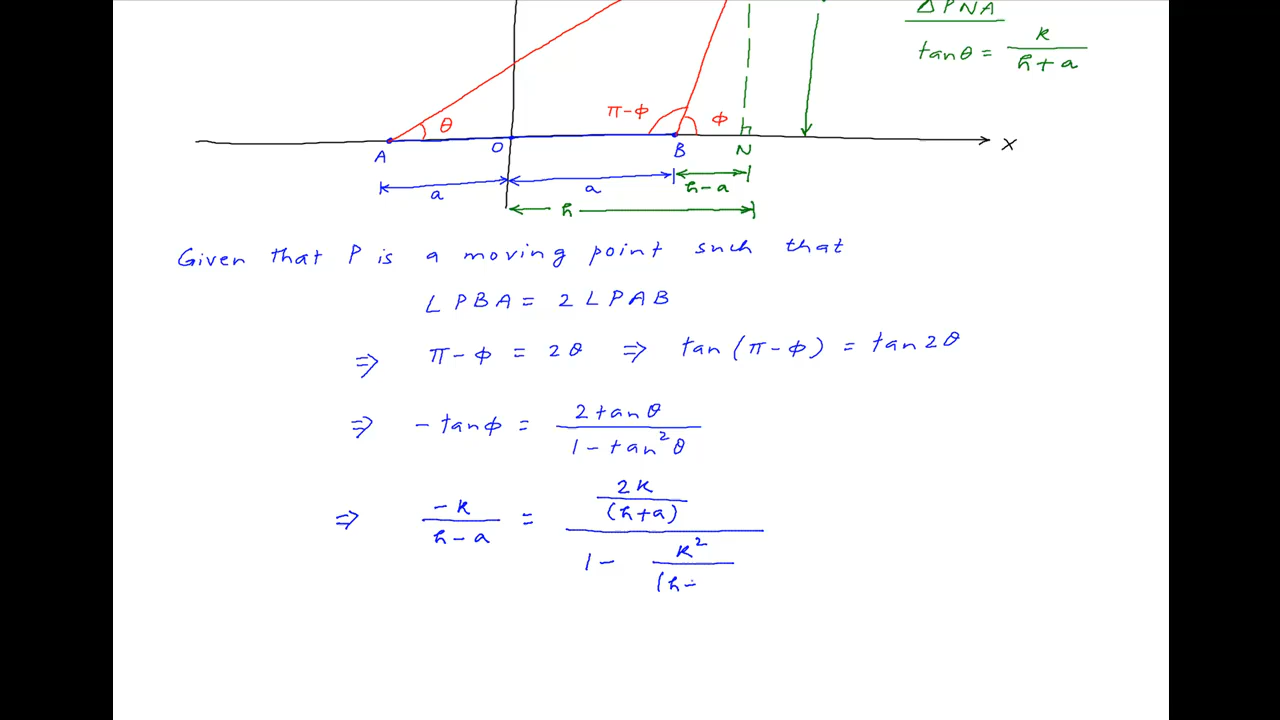 △PNA
tanθ = k/(h+a)
θ
π-φ
φ
A
O
B
N
X
a
a
h-a
h
Given that P is a moving point such that
∠PBA = 2∠PAB
⇒ π-φ = 2θ ⇒ tan(π-φ) = tan2θ
⇒ -tanφ = 2tanθ/(1-tan²θ)
⇒ -k/(h-a) = (2k/(h+a))/(1 - k²/(h-